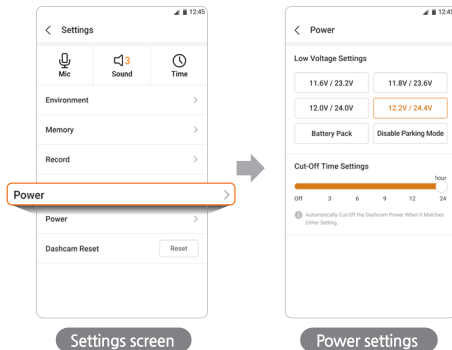 12:45
Settings
3
Mic
Sound
Time
Environment
Memory
Record
Power
Power
Dashcam Reset
Reset
Settings screen
12:45
Power
Low Voltage Settings
11.6V / 23.2V
11.8V / 23.6V
12.0V / 24.0V
12.2V / 24.4V
Battery Pack
Disable Parking Mode
Cut-Off Time Settings
hour
Off 3 6 9 12 24
Automatically Cut-Off the Dashcam Power When it Matches
Either Setting.
Power settings